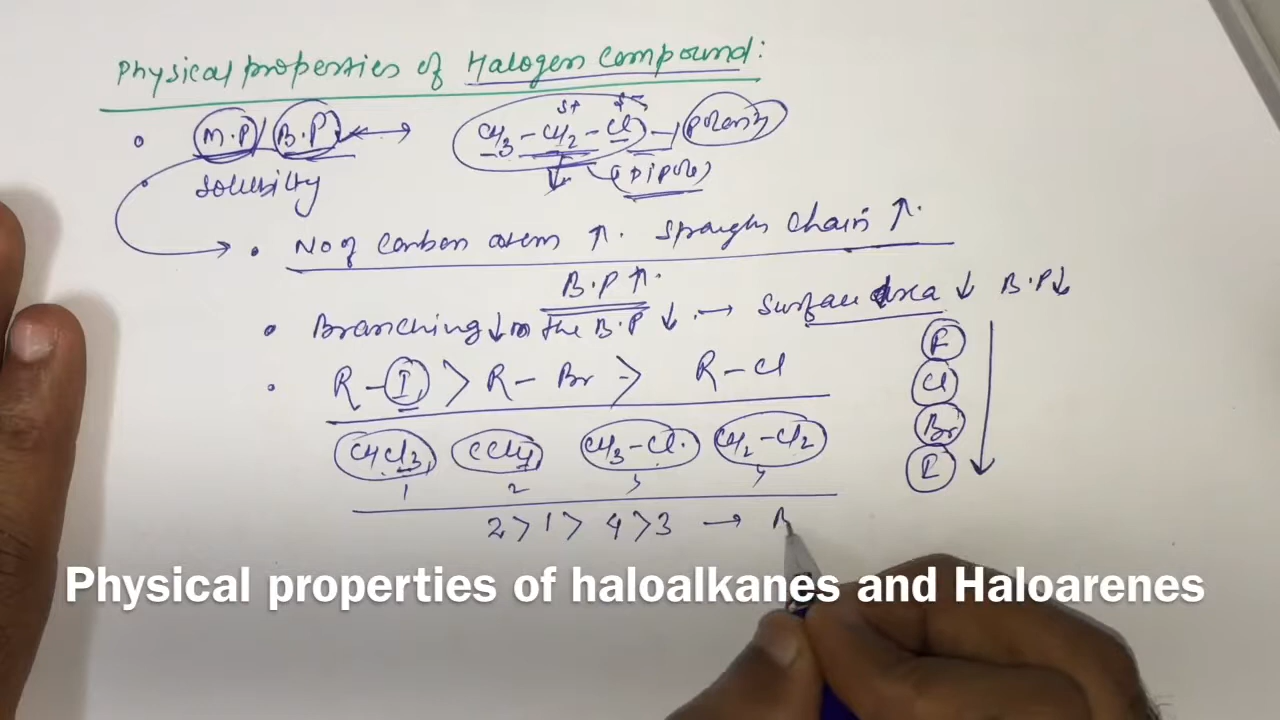 Physical properties of Halogen compound:
M.P / B.P ↔ CH3 - CH2 - Cl - polarity
δ+ δ-
solubility (Dipole)
• No of carbon atom ↑. Straight chain ↑.
B.P ↑.
• Branching ↓ the B.P ↓ → Surface Area ↓ B.P ↓
• R - I > R - Br > R - Cl
F
Cl
Br
I
CHCl3 CCl4 CH3-Cl. CH2-Cl2
1 2 3 4
2 > 1 > 4 > 3 → B
Physical properties of haloalkanes and Haloarenes